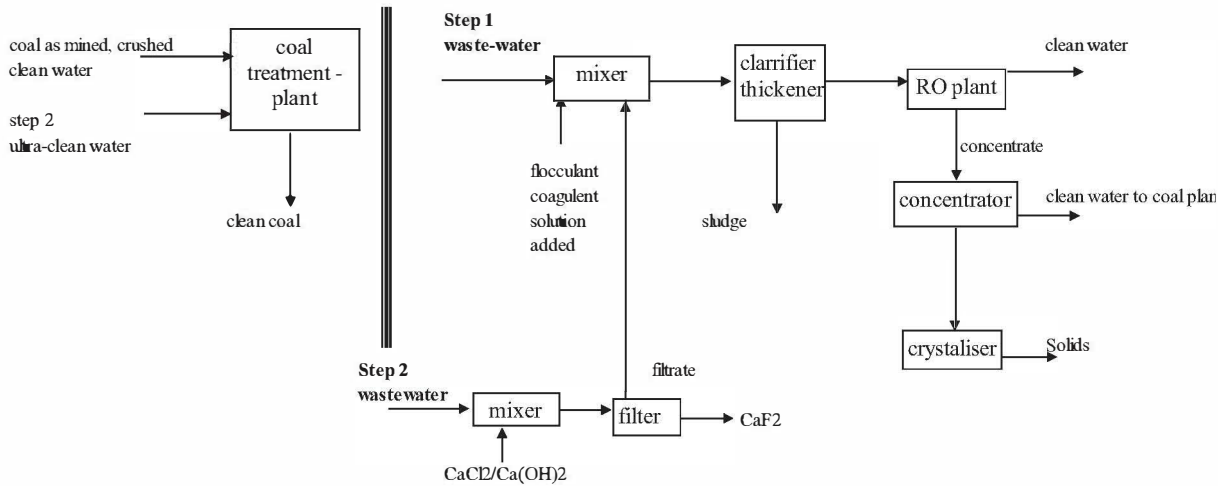 coal as mined, crushed
clean water
step 2
ultra-clean water
coal
treatment -
plant
clean coal
Step 1
waste-water
mixer
flocculant
coagulent
solution
added
clarrifier
thickener
sludge
RO plant
clean water
concentrate
concentrator
clean water to coal plan
crystaliser
Solids
Step 2
wastewater
mixer
CaCl2/Ca(OH)2
filtrate
filter
CaF2